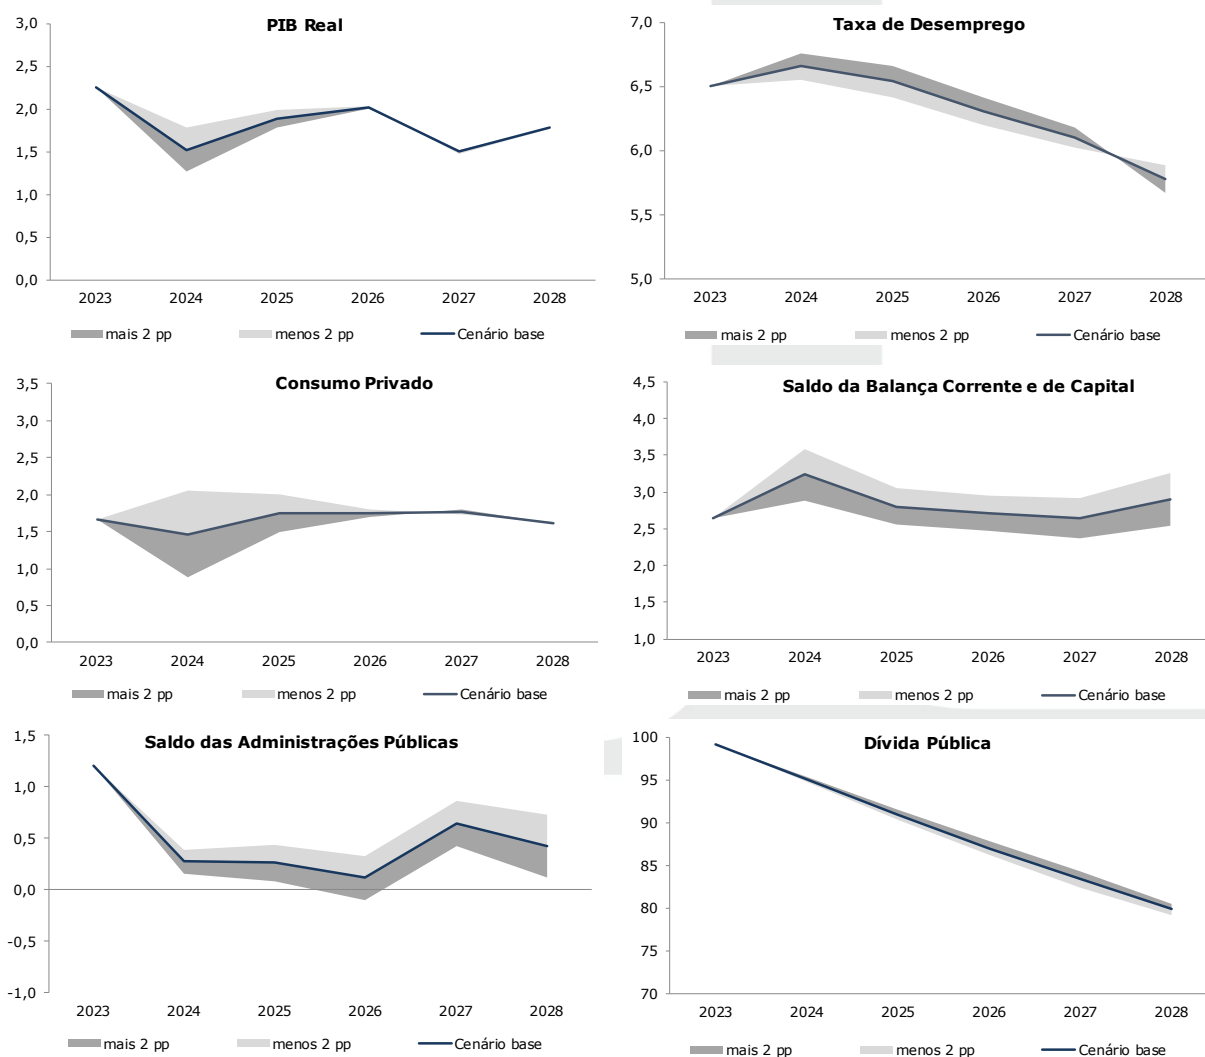 PIB Real
3,0
2,5
2,0
1,5
1,0
0,5
0,0
2023 2024 2025 2026 2027 2028
mais 2 pp menos 2 pp Cenário base
Taxa de Desemprego
7,0
6,5
6,0
5,5
5,0
2023 2024 2025 2026 2027 2028
mais 2 pp menos 2 pp Cenário base
Consumo Privado
3,5
3,0
2,5
2,0
1,5
1,0
0,5
0,0
2023 2024 2025 2026 2027 2028
mais 2 pp menos 2 pp Cenário base
Saldo da Balança Corrente e de Capital
4,5
4,0
3,5
3,0
2,5
2,0
1,5
1,0
2023 2024 2025 2026 2027 2028
mais 2 pp menos 2 pp Cenário base
Saldo das Administrações Públicas
1,5
1,0
0,5
0,0
-0,5
-1,0
2023 2024 2025 2026 2027 2028
mais 2 pp menos 2 pp Cenário base
Dívida Pública
100
95
90
85
80
75
70
2023 2024 2025 2026 2027 2028
mais 2 pp menos 2 pp Cenário base